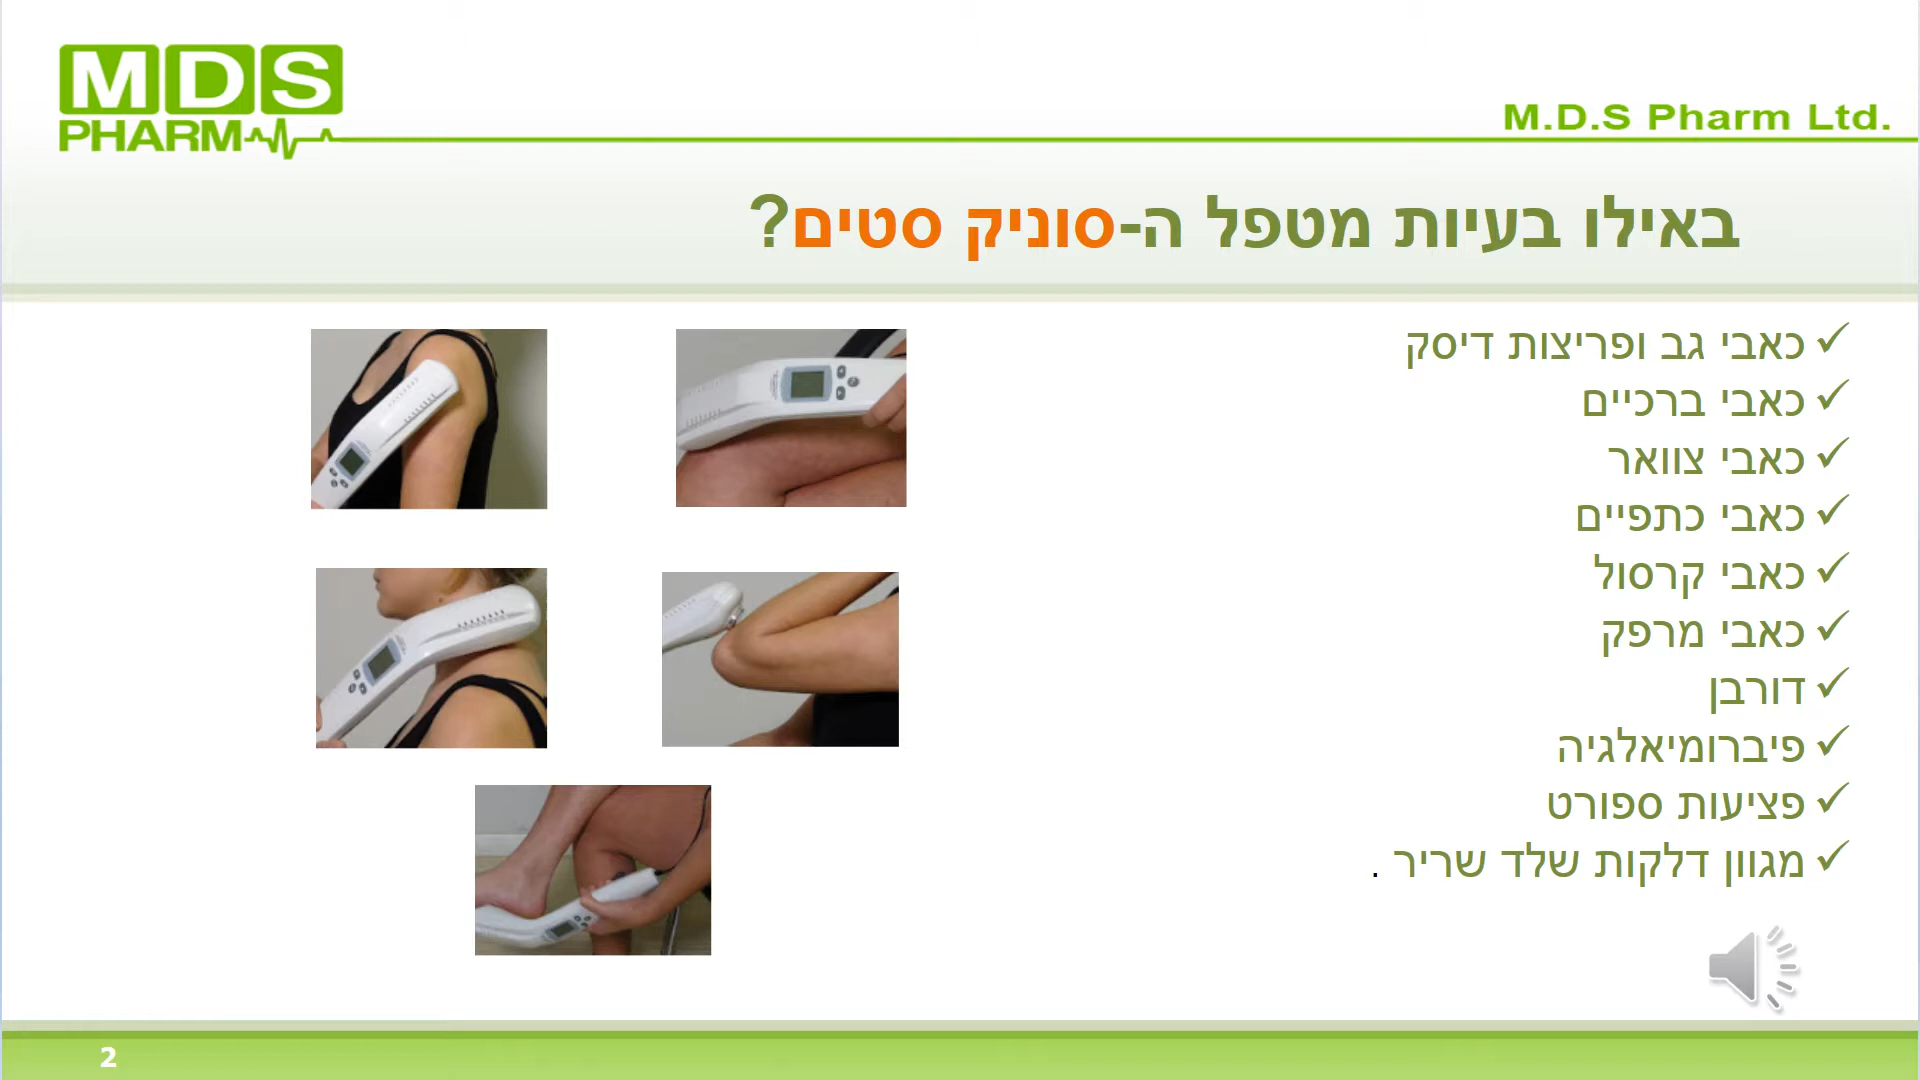 MDS
PHARM
M.D.S Pharm Ltd.
באילו בעיות מטפל ה-סוניק סטים?
כאבי גב ופריצות דיסק
כאבי ברכיים
כאבי צוואר
כאבי כתפיים
כאבי קרסול
כאבי מרפק
דורבן
פיברומיאלגיה
פציעות ספורט
מגוון דלקות שלד שריר .
2